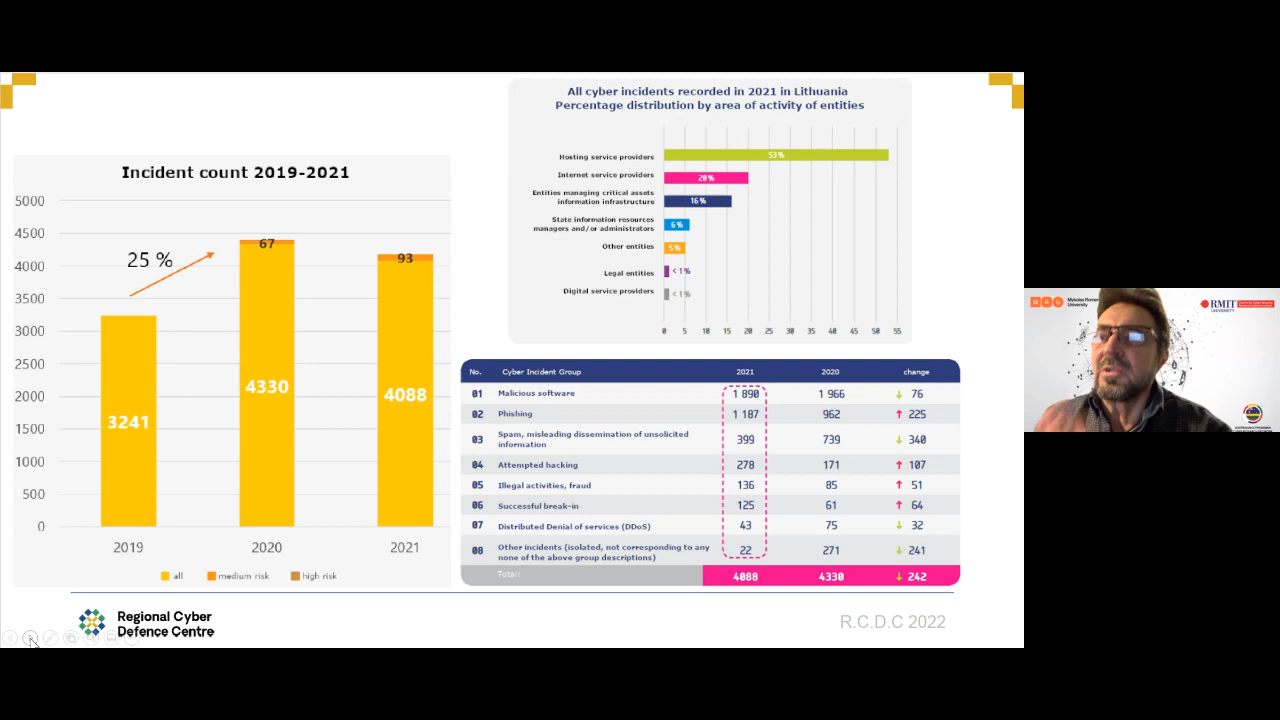 All cyber incidents recorded in 2021 in Lithuania
Percentage distribution by area of activity of entities
Hosting service providers
53%
Internet service providers
20%
Entities managing critical assets
information infrastructure
16%
State information resources
managers and/or administrators
6%
Other entities
5%
Legal entities
< 1%
Digital service providers
< 1%
0 5 10 15 20 25 30 35 40 45 50 55
Incident count 2019-2021
5000
4500
4000
3500
3000
2500
2000
1500
1000
500
0
25 %
3241
67
4330
93
4088
2019 2020 2021
all medium risk high risk
No. Cyber Incident Group 2021 2020 change
01 Malicious software 1 890 1 966 ↓ 76
02 Phishing 1 187 962 ↑ 225
03 Spam, misleading dissemination of unsolicited
information 399 739 ↓ 340
04 Attempted hacking 278 171 ↑ 107
05 Illegal activities, fraud 136 85 ↑ 51
06 Successful break-in 125 61 ↑ 64
07 Distributed Denial of services (DDoS) 43 75 ↓ 32
08 Other incidents (isolated, not corresponding to any
none of the above group descriptions) 22 271 ↓ 241
Total: 4088 4330 ↓ 242
Regional Cyber
Defence Centre
R.C.D.C 2022
MRU
Mykolas Romeris
University
RMIT
UNIVERSITY